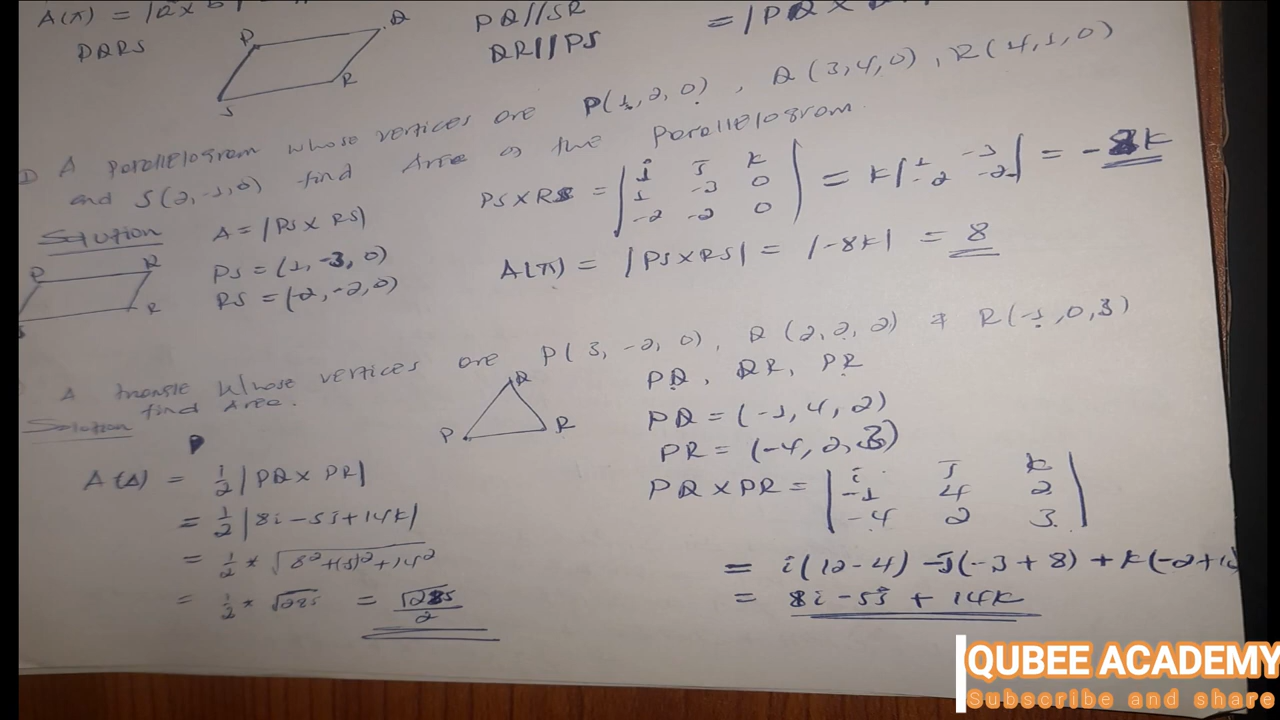 A(π) = |a x b|
PQRS
P
Q
R
S
PQ//SR
QR//PS
= |PQ x
A Parallelogram whose vertices are P(1,2,0), Q(3,4,0), R(4,1,0)
and S(2,-1,0) find Area of the Parallelogram.
Solution
A = |PS x RS|
PS = (1, -3, 0)
RS = (-2, -2, 0)
PS x RS = | i J K
1 -3 0
-2 -2 0 | = K| 1 -3
-2 -2 | = -8K
A(π) = |PS x RS| = |-8K| = 8
A triangle whose vertices are P(3, -2, 0), Q(2, 2, 2) & R(-1, 0, 3)
find Area.
Solution
P
Q
R
PQ, QR, PR
PQ = (-1, 4, 2)
PR = (-4, 2, 3)
A(Δ) = 1/2 |PQ x PR|
= 1/2 |8i - 5j + 14k|
= 1/2 * √8²+(5)²+14²
= 1/2 * √285 = √285/2
PQ x PR = | i J k
-1 4 2
-4 2 3 |
= i(12-4) - J(-3+8) + K(-2+1
= 8i - 5j + 14K
QUBEE ACADEMY
Subscribe and share